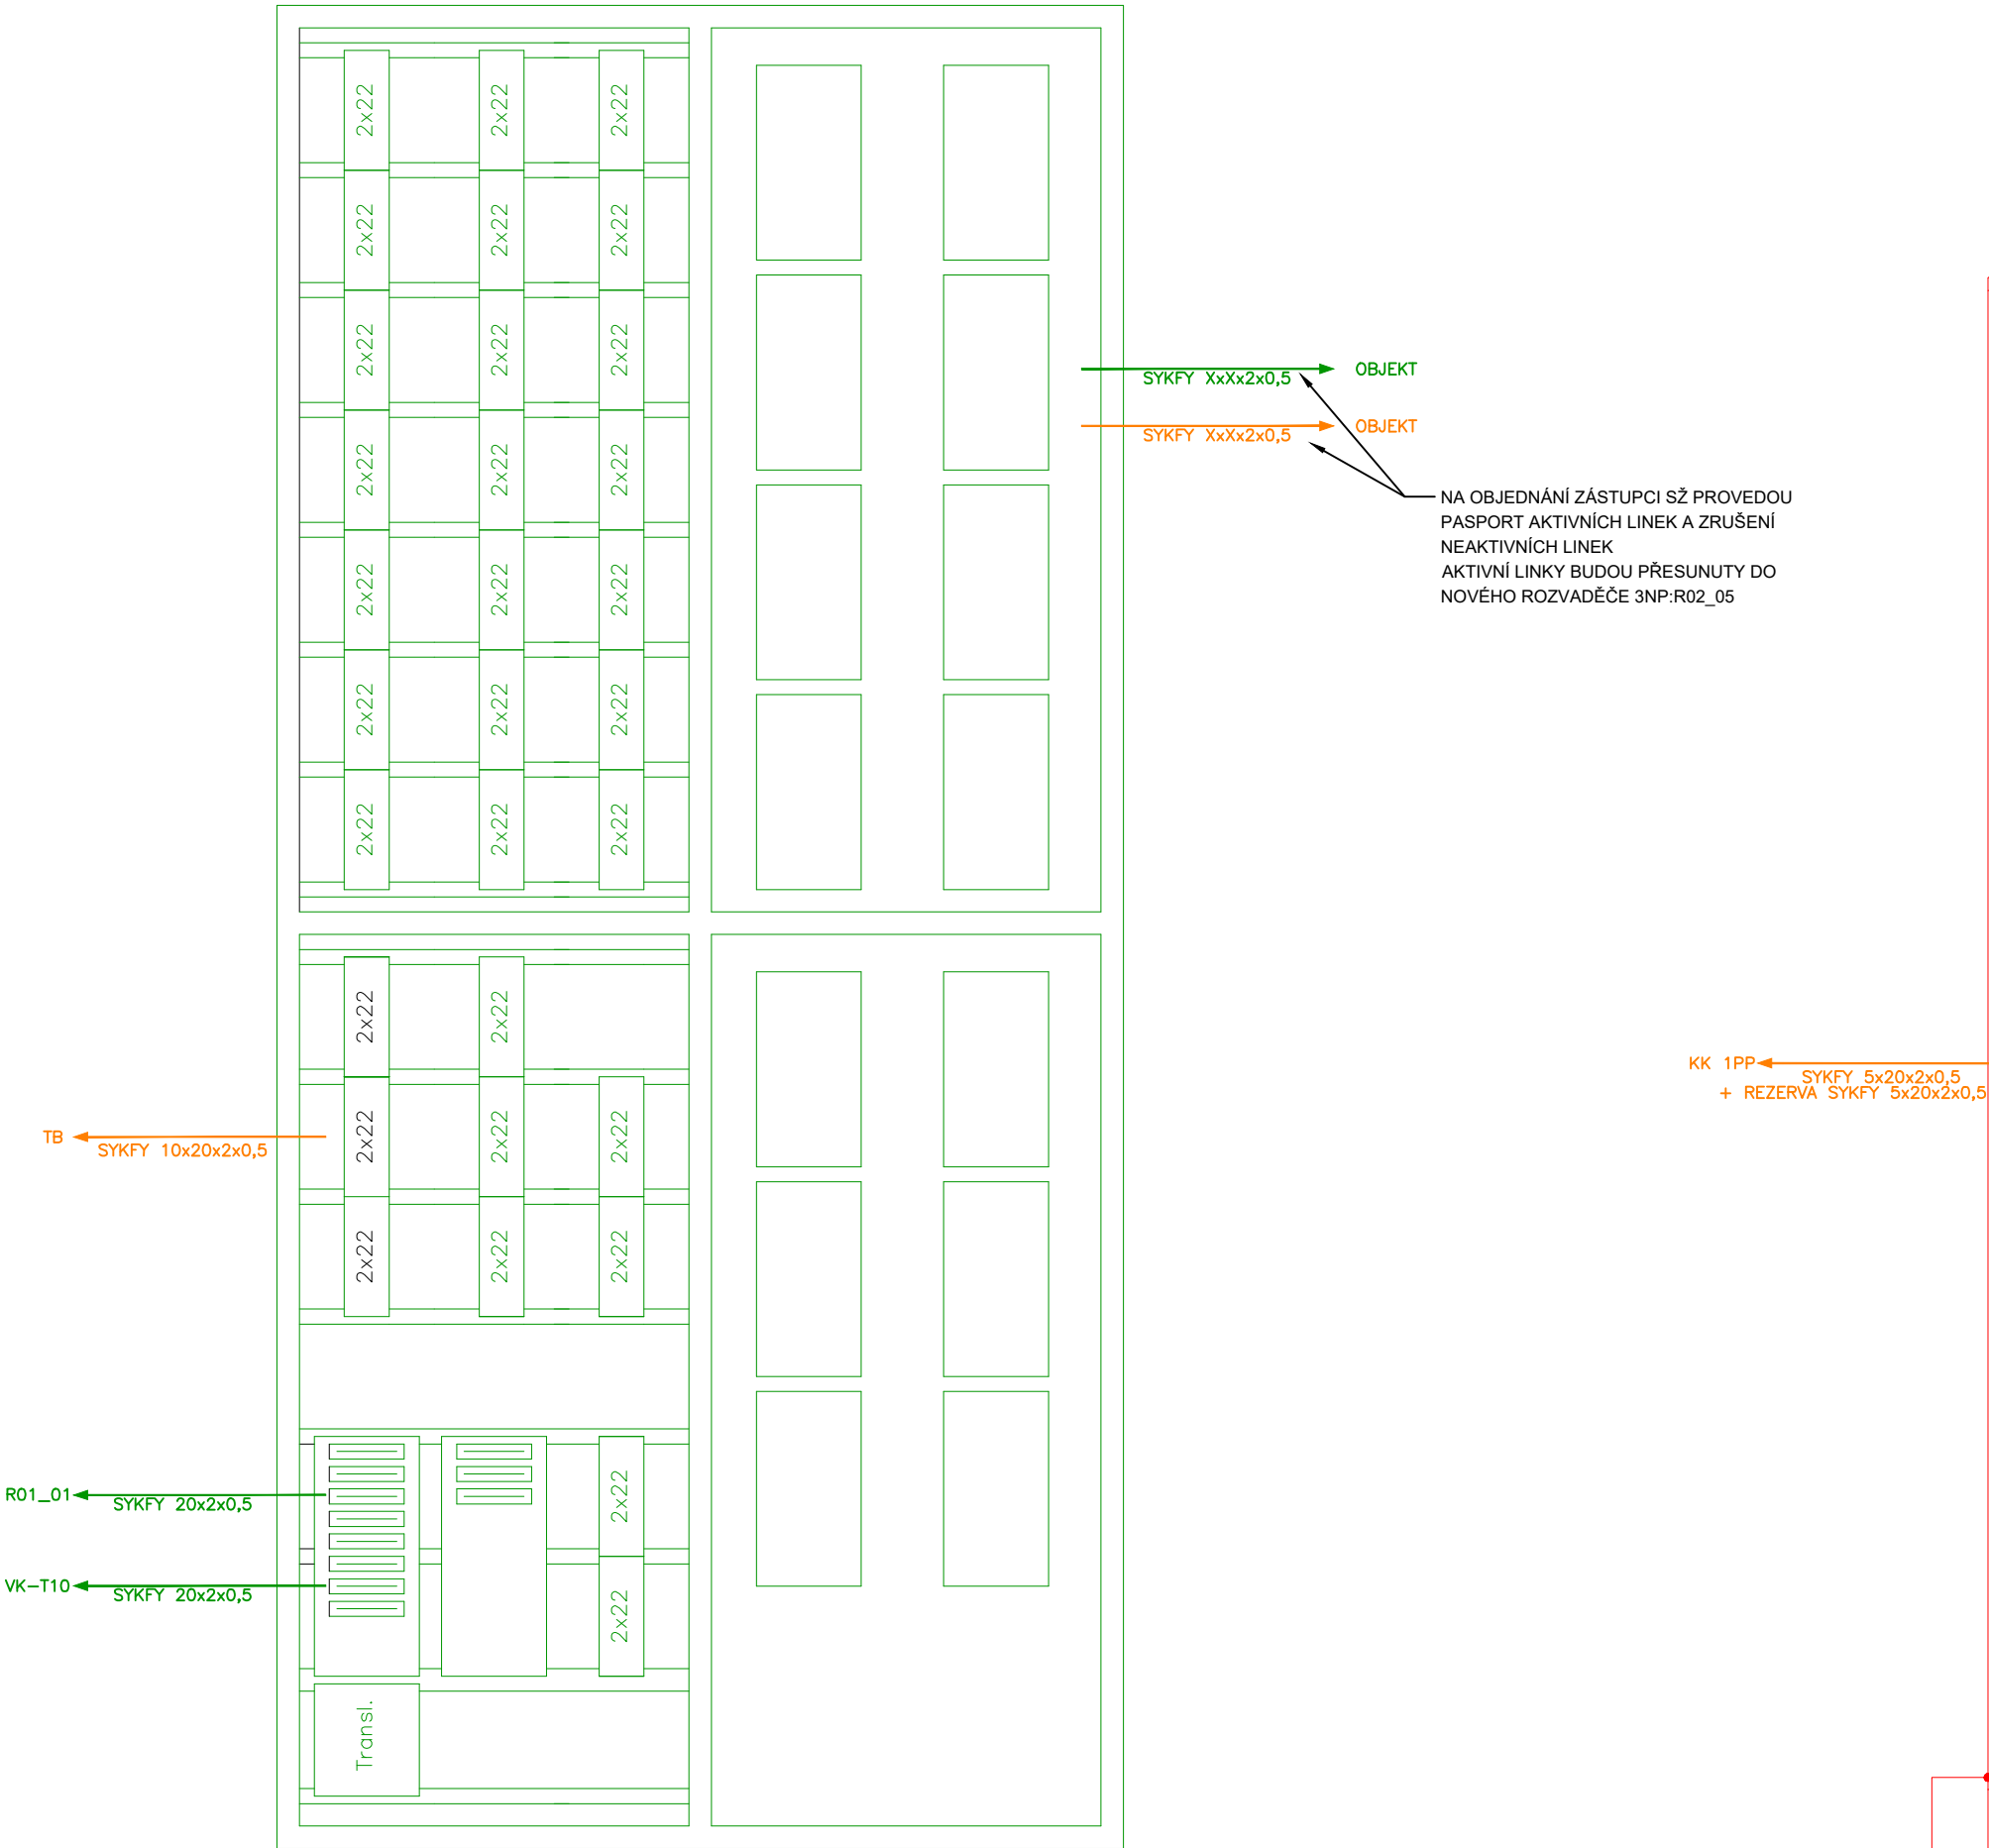 2x22 2x22 2x22
2x22 2x22 2x22
2x22 2x22 2x22
2x22 2x22 2x22
2x22 2x22 2x22
2x22 2x22 2x22
2x22 2x22 2x22
SYKFY XxXx2x0,5
OBJEKT
SYKFY XxXx2x0,5
OBJEKT
NA OBJEDNÁNÍ ZÁSTUPCI SŽ PROVEDOU
PASPORT AKTIVNÍCH LINEK A ZRUŠENÍ
NEAKTIVNÍCH LINEK
AKTIVNÍ LINKY BUDOU PŘESUNUTY DO
NOVÉHO ROZVADĚČE 3NP:R02_05
2x22 2x22
KK 1PP
SYKFY 5x20x2x0,5
+ REZERVA SYKFY 5x20x2x0,5
TB
SYKFY 10x20x2x0,5
2x22 2x22 2x22
2x22 2x22 2x22
R01_01
SYKFY 20x2x0,5
2x22
VK-T10
SYKFY 20x2x0,5
2x22
Transl.